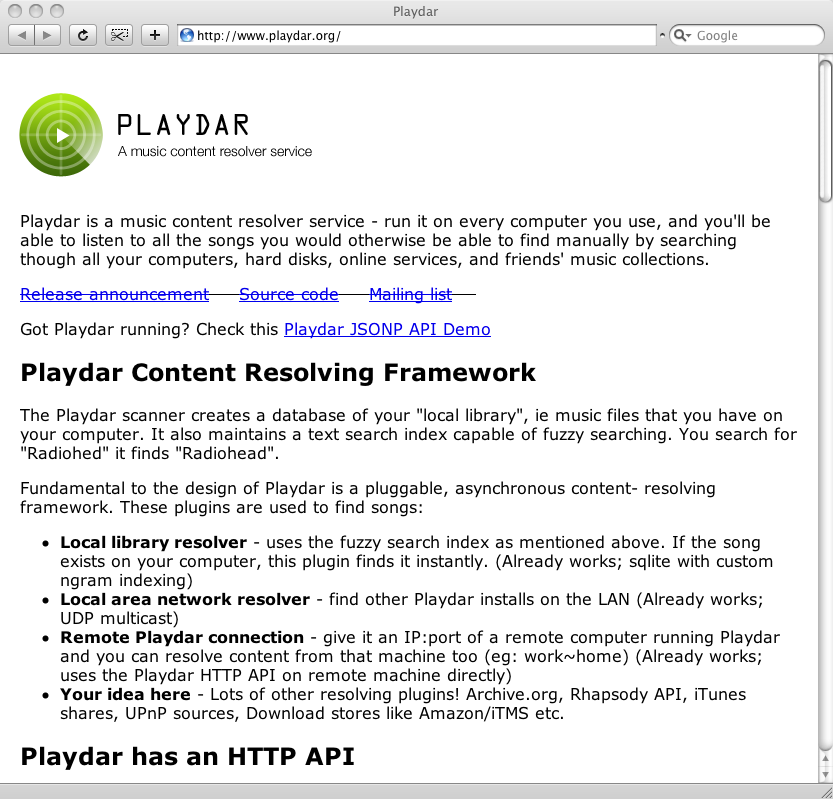 Playdar
http://www.playdar.org/
Google
PLAYDAR
A music content resolver service
Playdar is a music content resolver service - run it on every computer you use, and you'll be
able to listen to all the songs you would otherwise be able to find manually by searching
though all your computers, hard disks, online services, and friends' music collections.
Release announcement Source code Mailing list
Got Playdar running? Check this Playdar JSONP API Demo
Playdar Content Resolving Framework
The Playdar scanner creates a database of your "local library", ie music files that you have on
your computer. It also maintains a text search index capable of fuzzy searching. You search for
"Radiohed" it finds "Radiohead".
Fundamental to the design of Playdar is a pluggable, asynchronous content- resolving
framework. These plugins are used to find songs:
• Local library resolver - uses the fuzzy search index as mentioned above. If the song
exists on your computer, this plugin finds it instantly. (Already works; sqlite with custom
ngram indexing)
• Local area network resolver - find other Playdar installs on the LAN (Already works;
UDP multicast)
• Remote Playdar connection - give it an IP:port of a remote computer running Playdar
and you can resolve content from that machine too (eg: work~home) (Already works;
uses the Playdar HTTP API on remote machine directly)
• Your idea here - Lots of other resolving plugins! Archive.org, Rhapsody API, iTunes
shares, UPnP sources, Download stores like Amazon/iTMS etc.
Playdar has an HTTP API